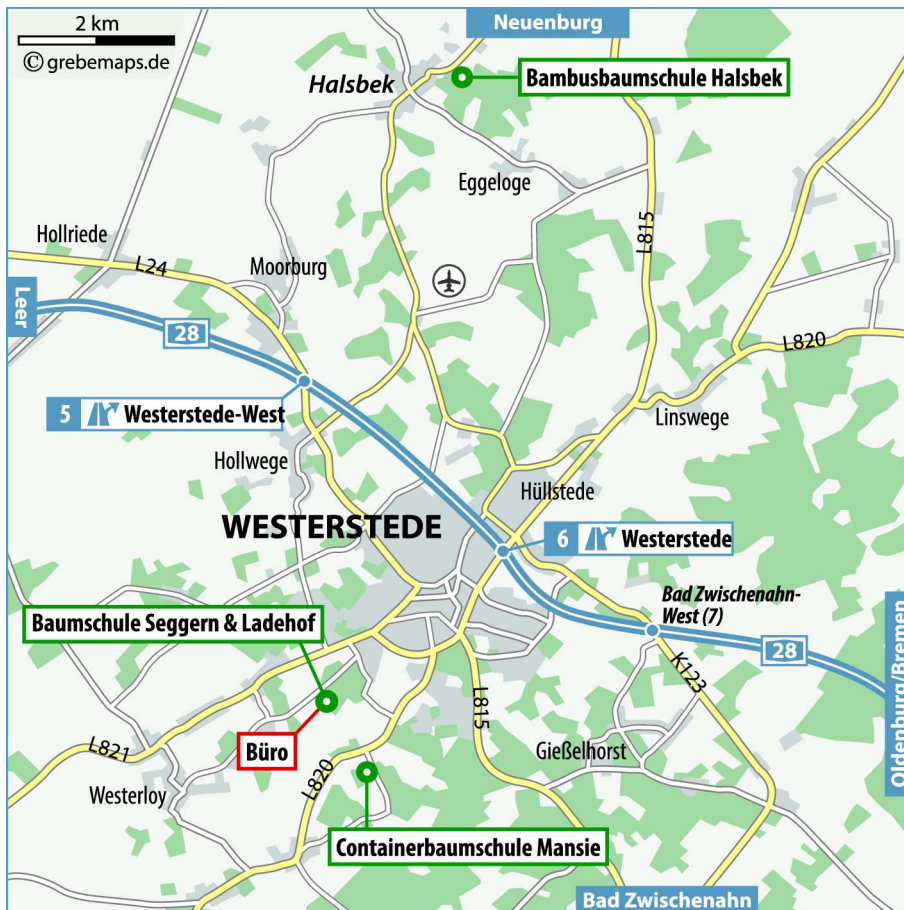 2 km
© grebemaps.de
Neuenburg
Halsbek
Bambusbaumschule Halsbek
Eggeloge
L815
Hollriede
L24
Moorburg
Leer
28
L820
5 Westerstede-West
Linswege
Hollwege
Hüllstede
WESTERSTEDE
6 Westerstede
Bad Zwischenahn-
West (7)
Baumschule Seggern & Ladehof
28
K123
Oldenburg/Bremen
L815
Büro
L821
Gießelhorst
L820
Westerloy
Containerbaumschule Mansie
Bad Zwischenahn